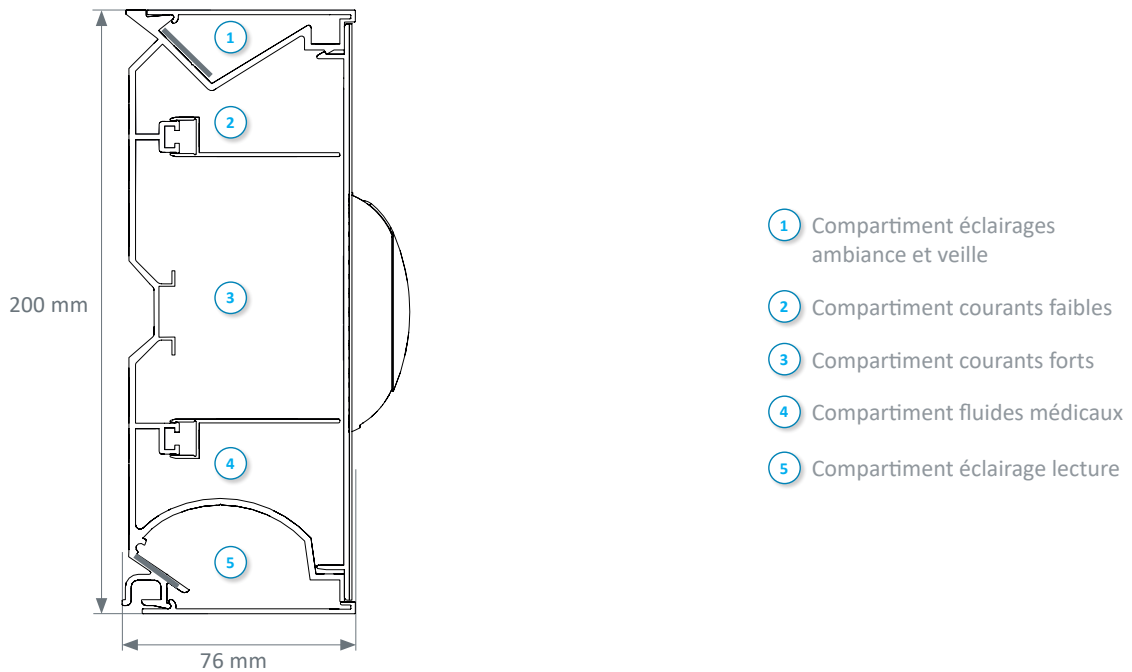 1
2
3
4
5
200 mm
76 mm
1 Compartiment éclairages
ambiance et veille
2 Compartiment courants faibles
3 Compartiment courants forts
4 Compartiment fluides médicaux
5 Compartiment éclairage lecture